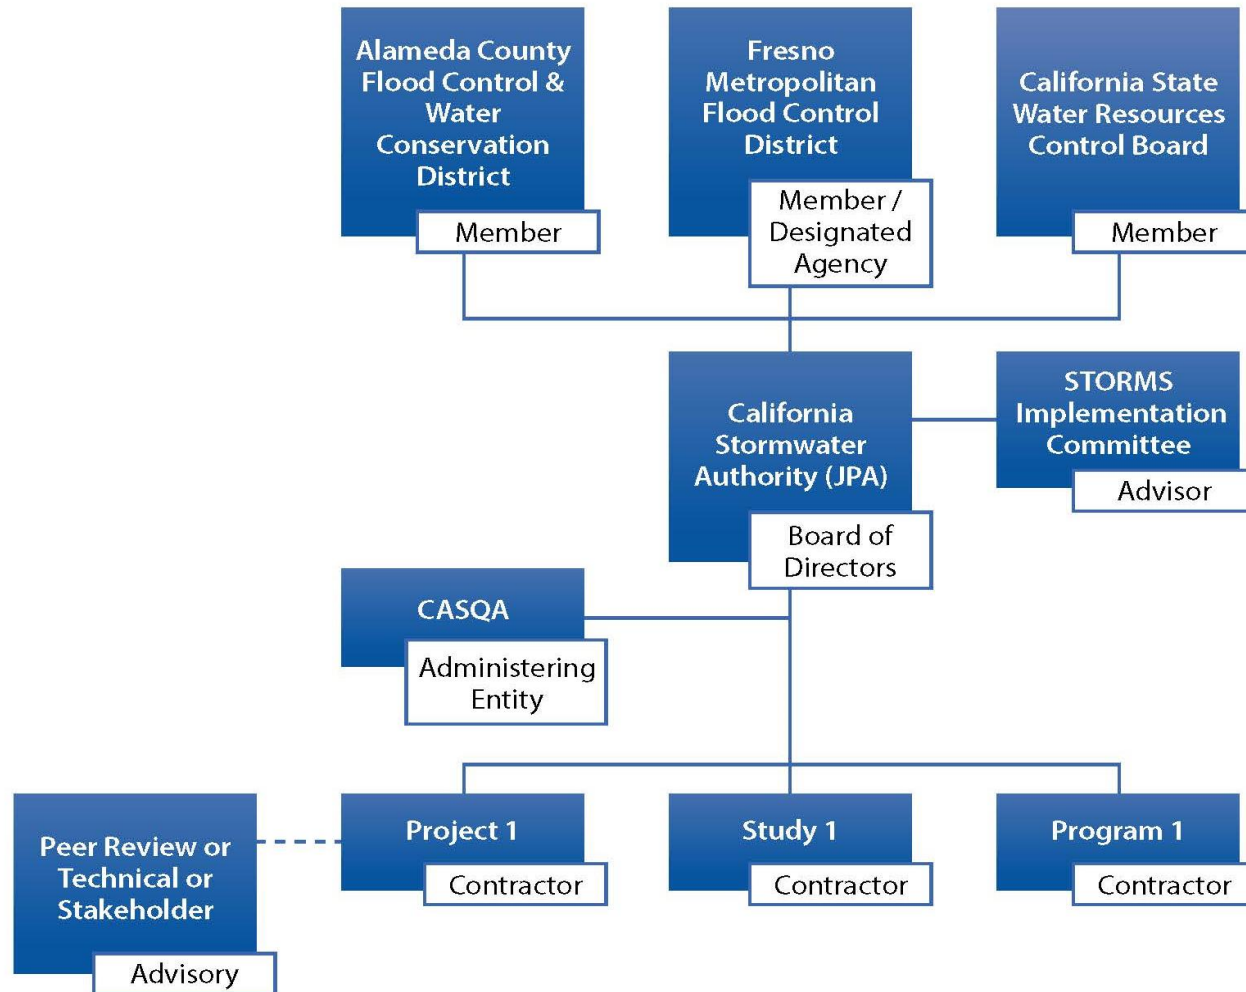 Alameda County
Flood Control &
Water
Conservation
District
Member
Fresno
Metropolitan
Flood Control
District
Member /
Designated
Agency
California State
Water Resources
Control Board
Member
California
Stormwater
Authority (JPA)
Board of
Directors
STORMS
Implementation
Committee
Advisor
CASQA
Administering
Entity
Peer Review or
Technical or
Stakeholder
Advisory
Project 1
Contractor
Study 1
Contractor
Program 1
Contractor